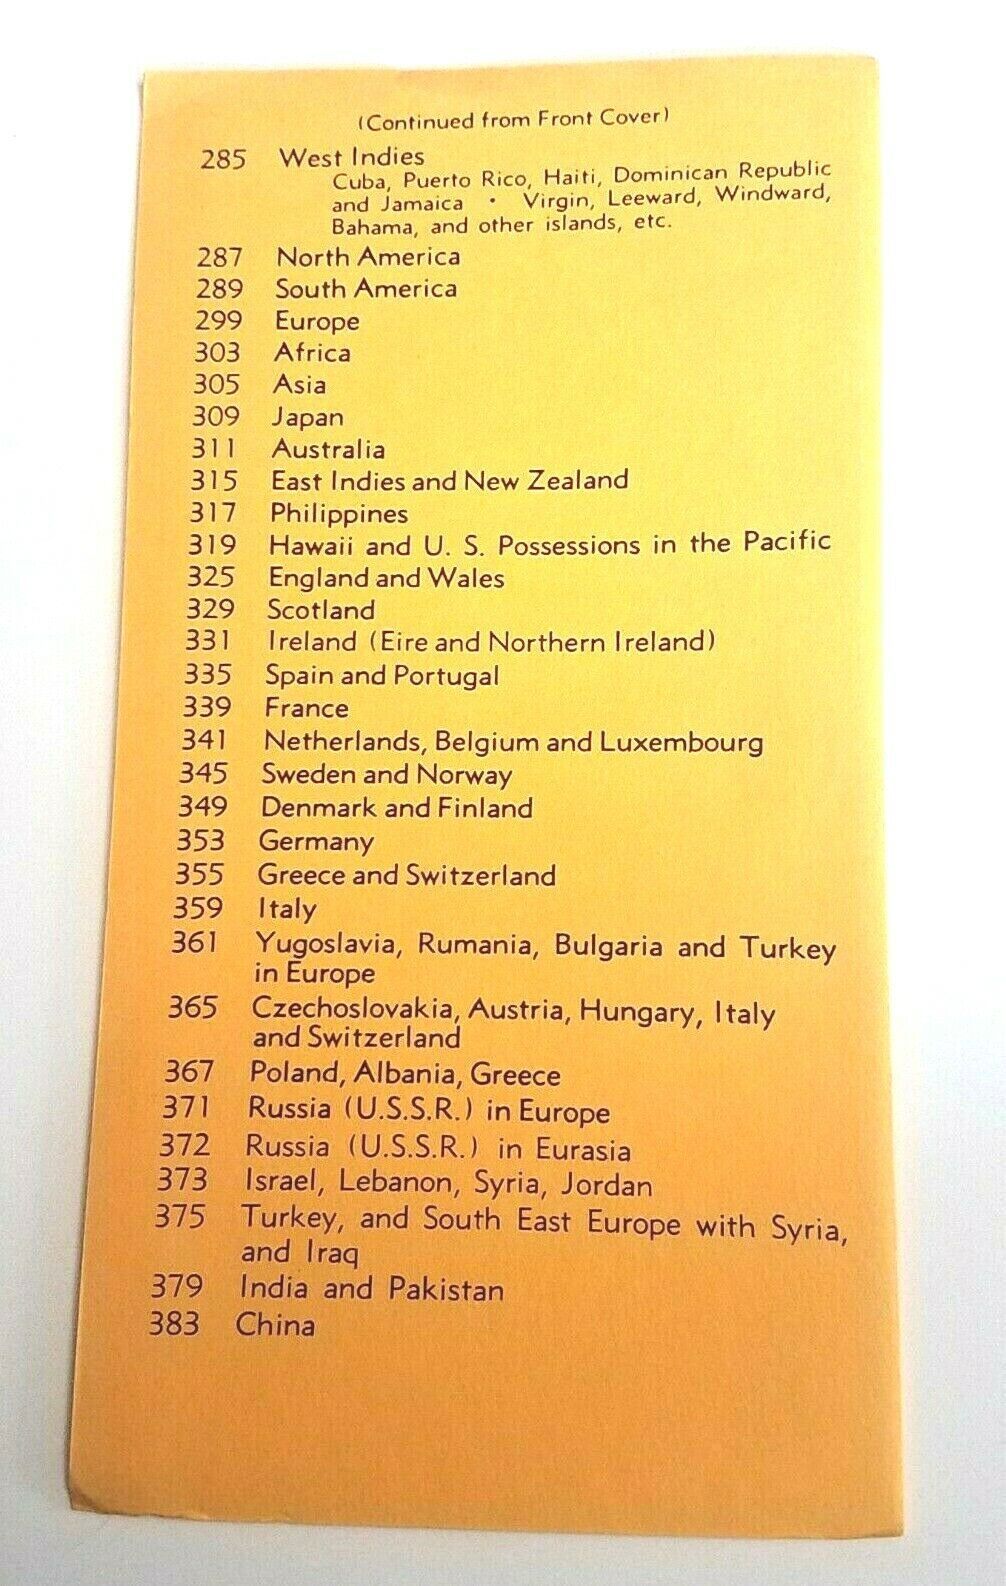 (Continued from Front Cover)
285 West Indies
Cuba, Puerto Rico, Haiti, Dominican Republic
and Jamaica • Virgin, Leeward, Windward,
Bahama, and other islands, etc.
287 North America
289 South America
299 Europe
303 Africa
305 Asia
309 Japan
311 Australia
315 East Indies and New Zealand
317 Philippines
319 Hawaii and U. S. Possessions in the Pacific
325 England and Wales
329 Scotland
331 Ireland (Eire and Northern Ireland)
335 Spain and Portugal
339 France
341 Netherlands, Belgium and Luxembourg
345 Sweden and Norway
349 Denmark and Finland
353 Germany
355 Greece and Switzerland
359 Italy
361 Yugoslavia, Rumania, Bulgaria and Turkey
in Europe
365 Czechoslovakia, Austria, Hungary, Italy
and Switzerland
367 Poland, Albania, Greece
371 Russia (U.S.S.R.) in Europe
372 Russia (U.S.S.R.) in Eurasia
373 Israel, Lebanon, Syria, Jordan
375 Turkey, and South East Europe with Syria,
and Iraq
379 India and Pakistan
383 China